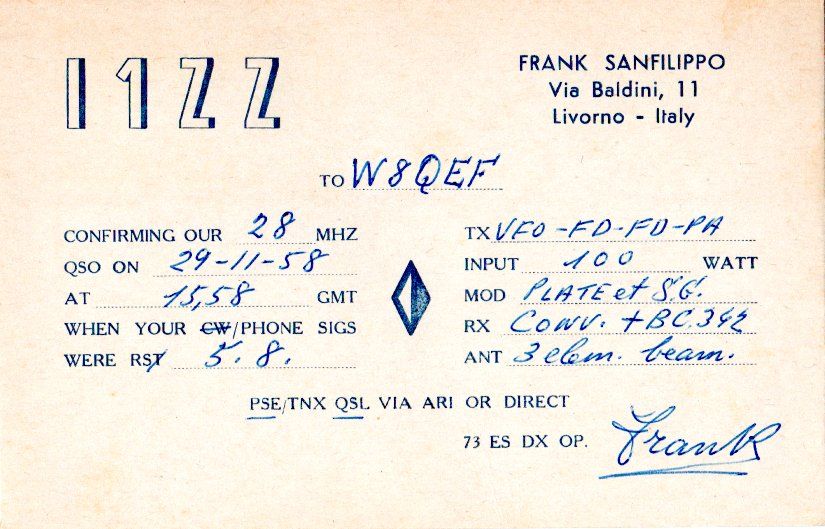 I1ZZ
FRANK SANFILIPPO
Via Baldini, 11
Livorno - Italy
TO W8QEF
CONFIRMING OUR 28 MHZ
QSO ON 29-11-58
AT 15,58 GMT
WHEN YOUR CW/PHONE SIGS
WERE RST 5.8.
TX VFO-FD-FD-PA
INPUT 100 WATT
MOD PLATE et S.G.
RX CONV. + BC.342
ANT 3 elem. beam.
PSE/TNX QSL VIA ARI OR DIRECT
73 ES DX OP. Frank